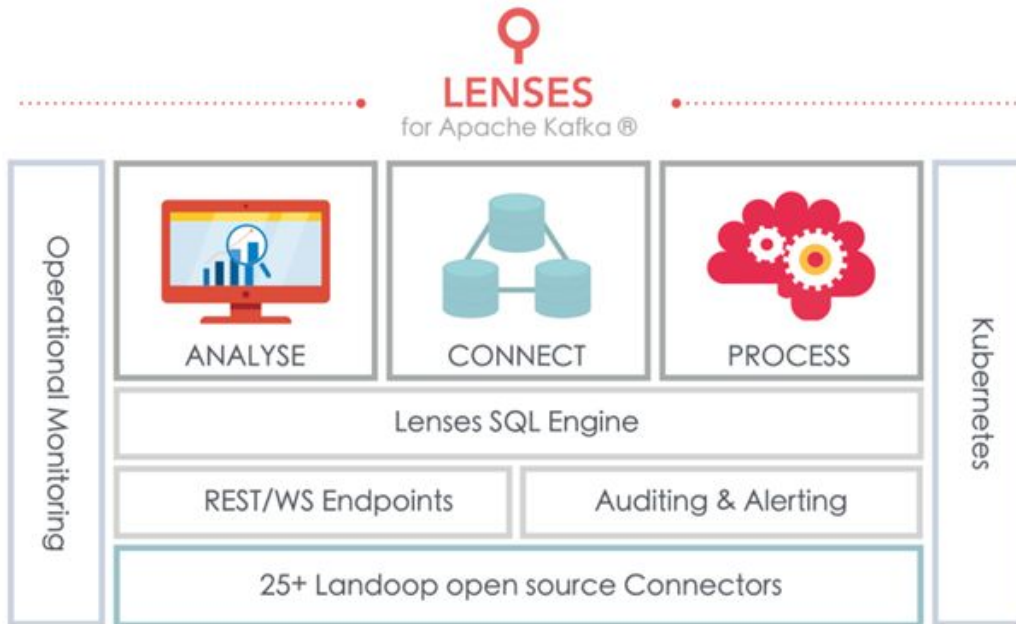 LENSES
for Apache Kafka ®
Operational Monitoring
ANALYSE
CONNECT
PROCESS
Kubernetes
Lenses SQL Engine
REST/WS Endpoints
Auditing & Alerting
25+ Landoop open source Connectors